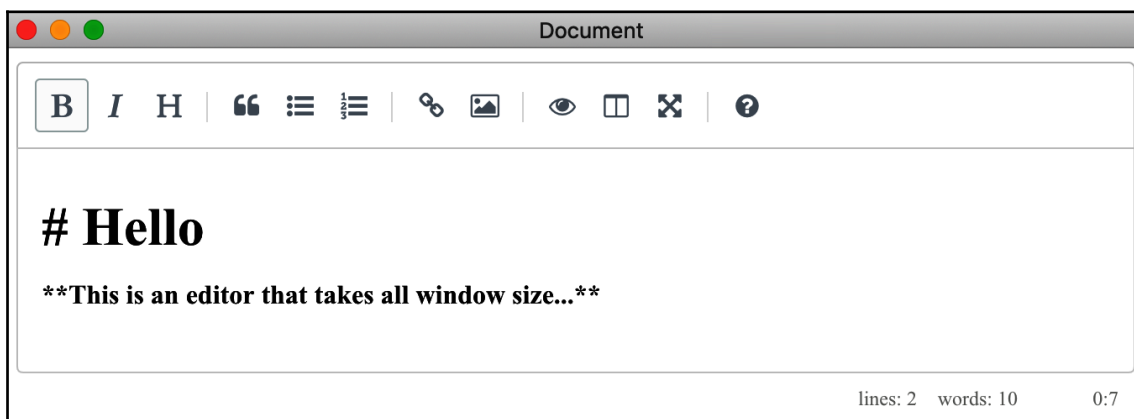 Document
B I H
# Hello
**This is an editor that takes all window size...**
lines: 2 words: 10 0:7